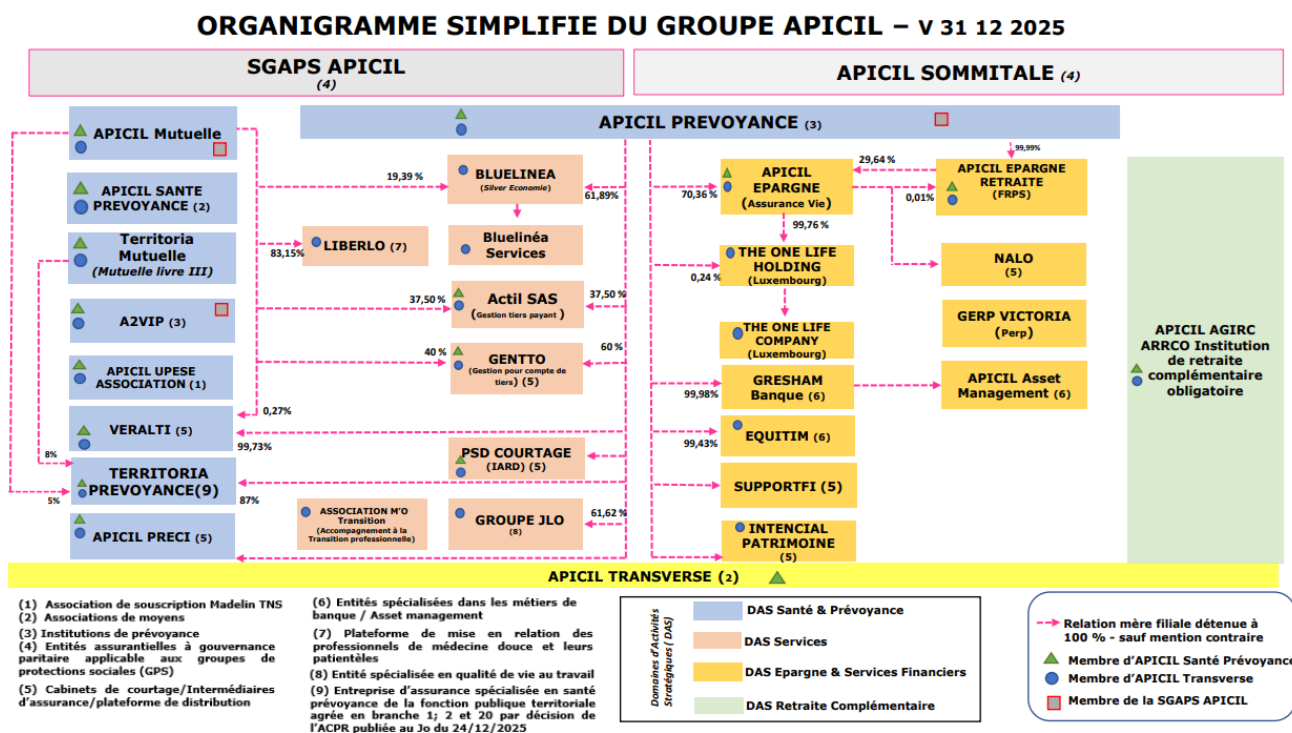 ORGANIGRAMME SIMPLIFIE DU GROUPE APICIL – V 31 12 2025
SGAPS APICIL
(4)
APICIL SOMMITALE (4)
APICIL PREVOYANCE (3)
APICIL Mutuelle
APICIL SANTE
PREVOYANCE (2)
Territoria
Mutuelle
(Mutuelle livre III)
A2VIP (3)
APICIL UPESE
ASSOCIATION (1)
VERALTI (5)
TERRITORIA
PREVOYANCE(9)
APICIL PRECI (5)
8%
5%
0,27%
99,73%
87%
19,39 %
83,15%
37,50 %
40 %
LIBERLO (7)
ASSOCIATION M'O
Transition
(Accompagnement à la
Transition professionnelle)
BLUELINEA
(Silver Economie)
61,89%
Bluelinéa
Services
Actil SAS
(Gestion tiers payant )
37,50 %
GENTTO
(Gestion pour compte de
tiers) (5)
60 %
PSD COURTAGE
(IARD) (5)
GROUPE JLO
(8)
61,62 %
APICIL
EPARGNE
(Assurance Vie)
70,36%
29,64 %
99,99%
APICIL EPARGNE
RETRAITE
(FRPS)
0,01%
99,76 %
THE ONE LIFE
HOLDING
(Luxembourg)
0,24 %
NALO
(5)
THE ONE LIFE
COMPANY
(Luxembourg)
GERP VICTORIA
(Perp)
GRESHAM
Banque (6)
99,98%
APICIL Asset
Management (6)
EQUITIM (6)
99,43%
SUPPORTFI (5)
INTENCIAL
PATRIMOINE
(5)
APICIL AGIRC
ARRCO Institution
de retraite
complémentaire
obligatoire
APICIL TRANSVERSE (2)
(1) Association de souscription Madelin TNS
(2) Associations de moyens
(3) Institutions de prévoyance
(4) Entités assurantielles à gouvernance
paritaire applicable aux groupes de
protections sociales (GPS)
(5) Cabinets de courtage/Intermédiaires
d'assurance/plateforme de distribution
(6) Entités spécialisées dans les métiers de
banque / Asset management
(7) Plateforme de mise en relation des
professionnels de médecine douce et leurs
patientèles
(8) Entité spécialisée en qualité de vie au travail
(9) Entreprise d'assurance spécialisée en santé
prévoyance de la fonction publique territoriale
agrée en branche 1; 2 et 20 par décision de
l'ACPR publiée au Jo du 24/12/2025
Domaines d'Activités
Stratégiques ( DAS)
DAS Santé & Prévoyance
DAS Services
DAS Epargne & Services Financiers
DAS Retraite Complémentaire
Relation mère filiale détenue à
100 % - sauf mention contraire
Membre d'APICIL Santé Prévoyance
Membre d'APICIL Transverse
Membre de la SGAPS APICIL